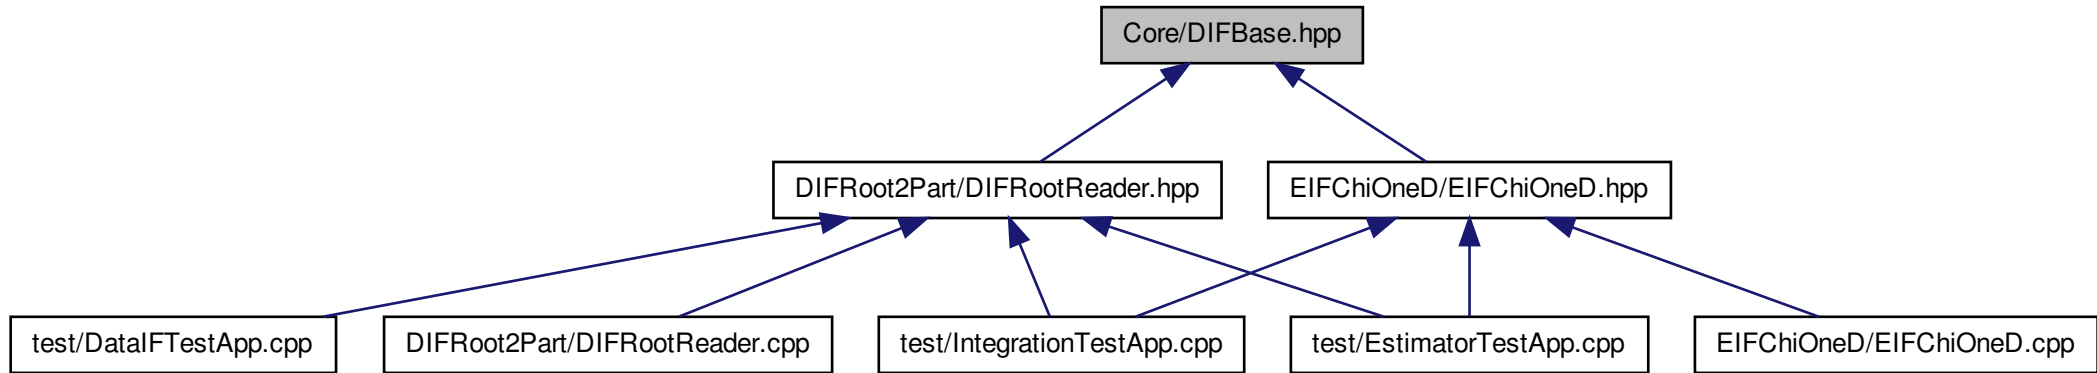 Core/DIFBase.hpp
DIFRoot2Part/DIFRootReader.hpp
EIFChiOneD/EIFChiOneD.hpp
test/DataIFTestApp.cpp
DIFRoot2Part/DIFRootReader.cpp
test/IntegrationTestApp.cpp
test/EstimatorTestApp.cpp
EIFChiOneD/EIFChiOneD.cpp